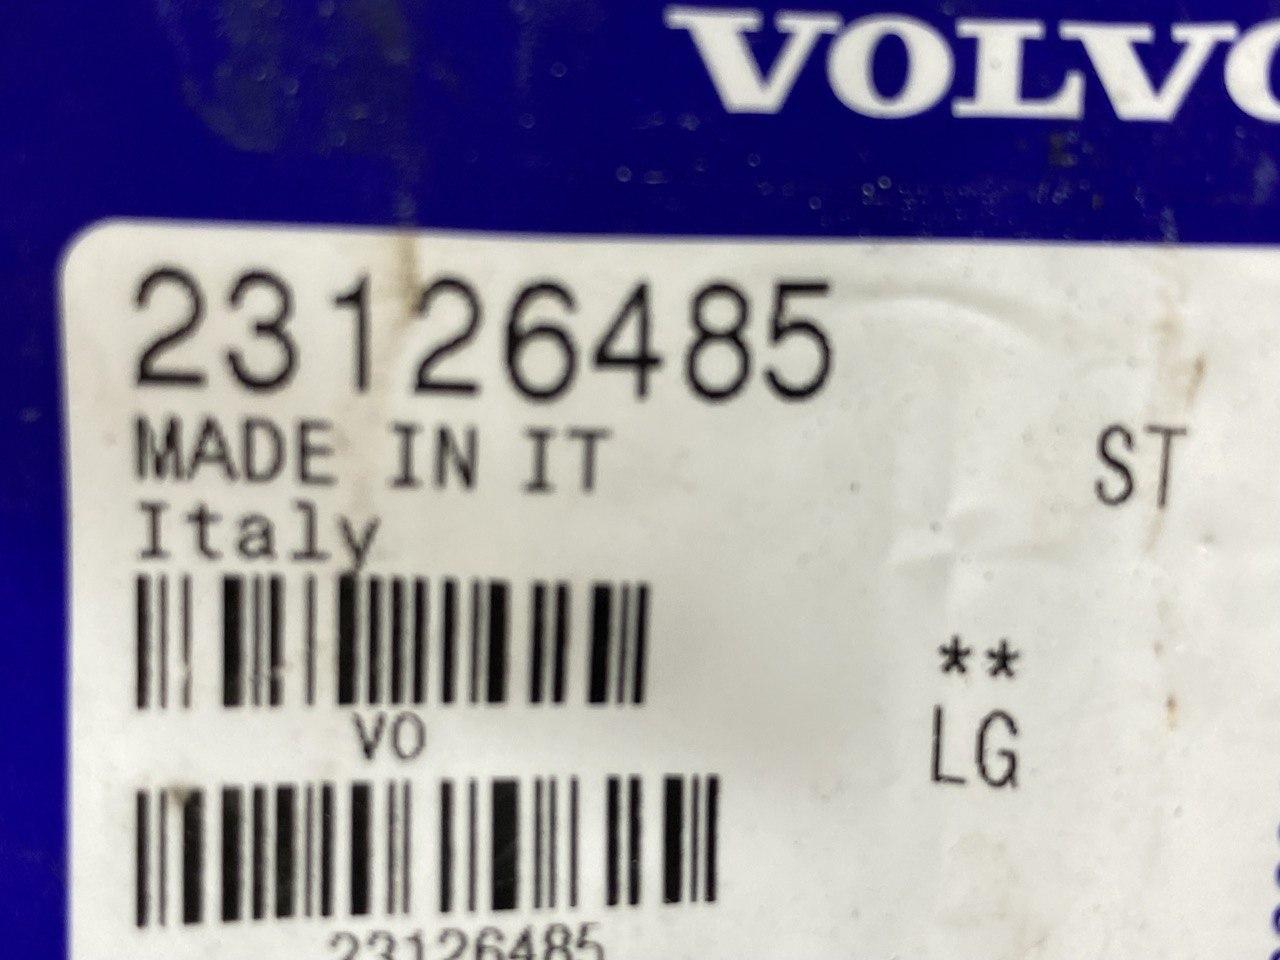 VOLVO
23126485
MADE IN IT
ST
Italy
**
VO
LG
23126485